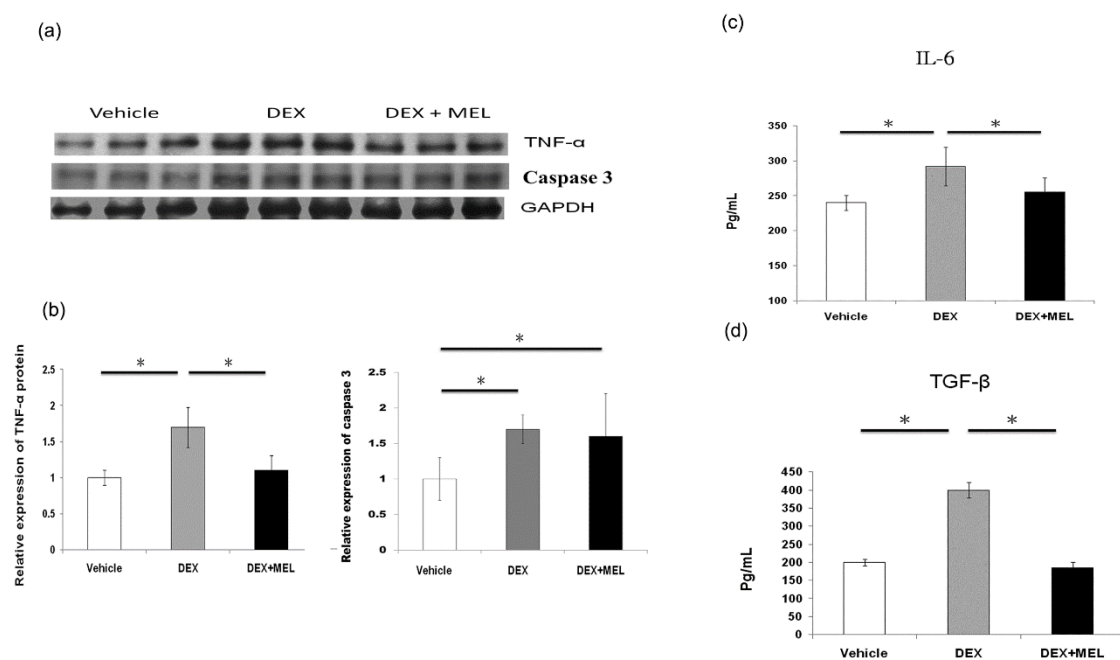 (a)
Vehicle DEX DEX + MEL
TNF-α
Caspase 3
GAPDH
(b)
Relative expression of TNF-α protein
2.5
2
1.5
1
0.5
0
* *
Vehicle DEX DEX+MEL
Relative expression of caspase 3
2.5
2
1.5
1
0.5
0
*
*
Vehicle DEX DEX+MEL
(c)
IL-6
* *
Pg/mL
350
300
250
200
150
100
Vehicle DEX DEX+MEL
(d)
TGF-β
* *
Pg/mL
450
400
350
300
250
200
150
100
50
0
Vehicle DEX DEX+MEL